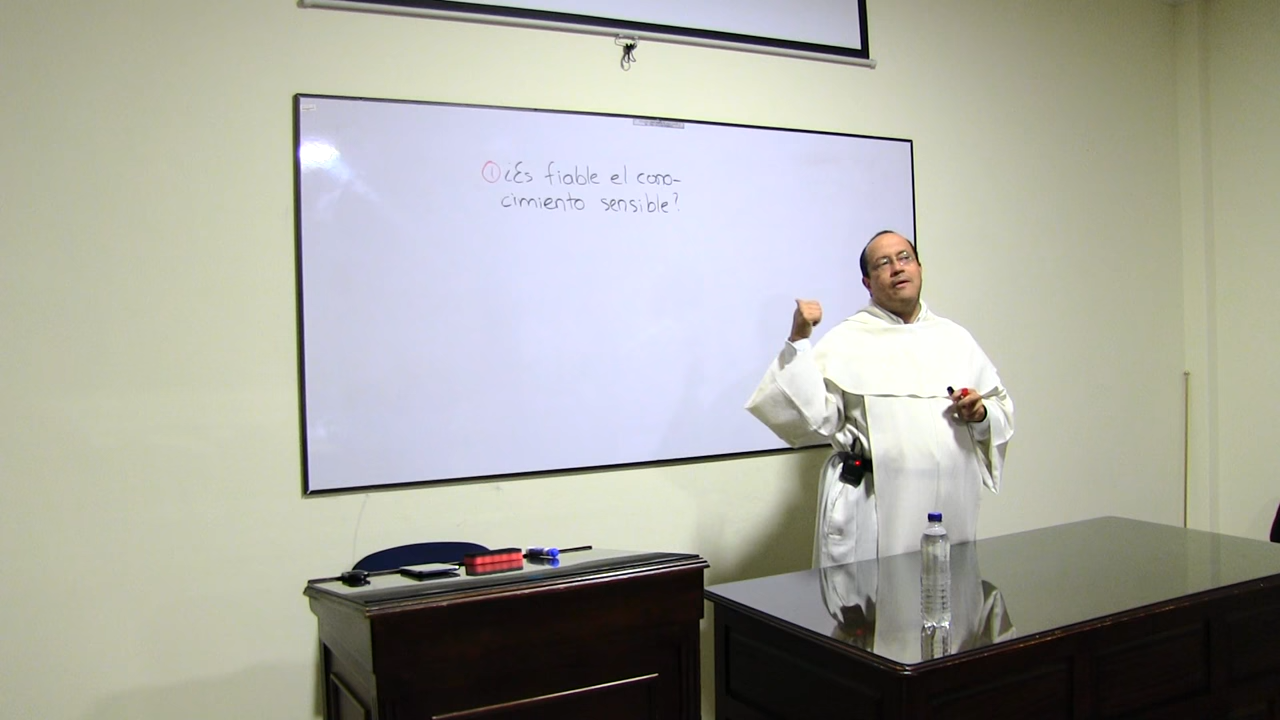 ① ¿Es fiable el cono-
cimiento sensible?